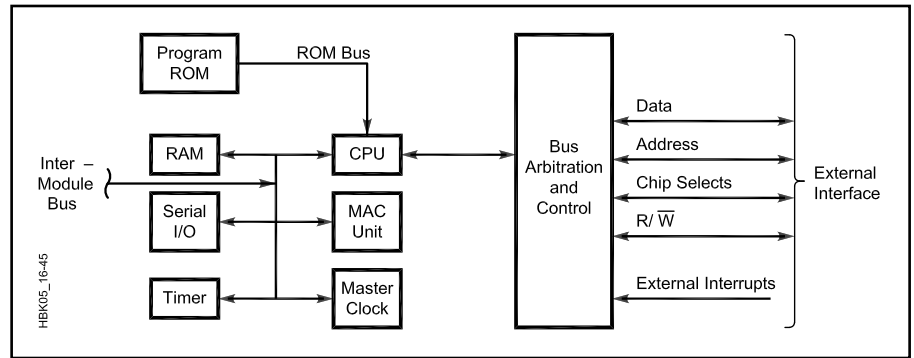 Program
ROM
ROM Bus
RAM
CPU
Inter –
Module
Bus
Serial
I/O
MAC
Unit
Timer
Master
Clock
Bus
Arbitration
and
Control
Data
Address
Chip Selects
R/ W̅
External Interrupts
External
Interface
HBK05_16-45